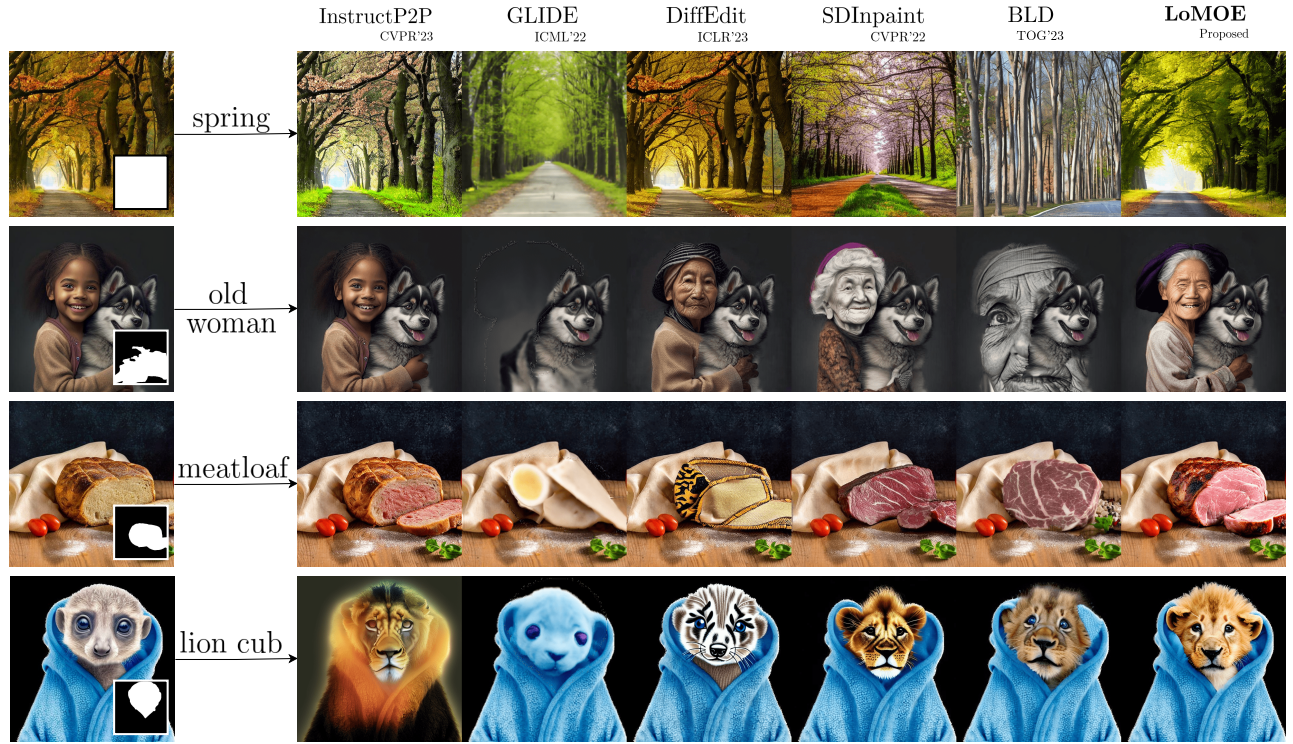 InstructP2P GLIDE DiffEdit SDInpaint BLD LoMOE
CVPR'23 ICML'22 ICLR'23 CVPR'22 TOG'23 Proposed
spring
old
woman
meatloaf
lion cub